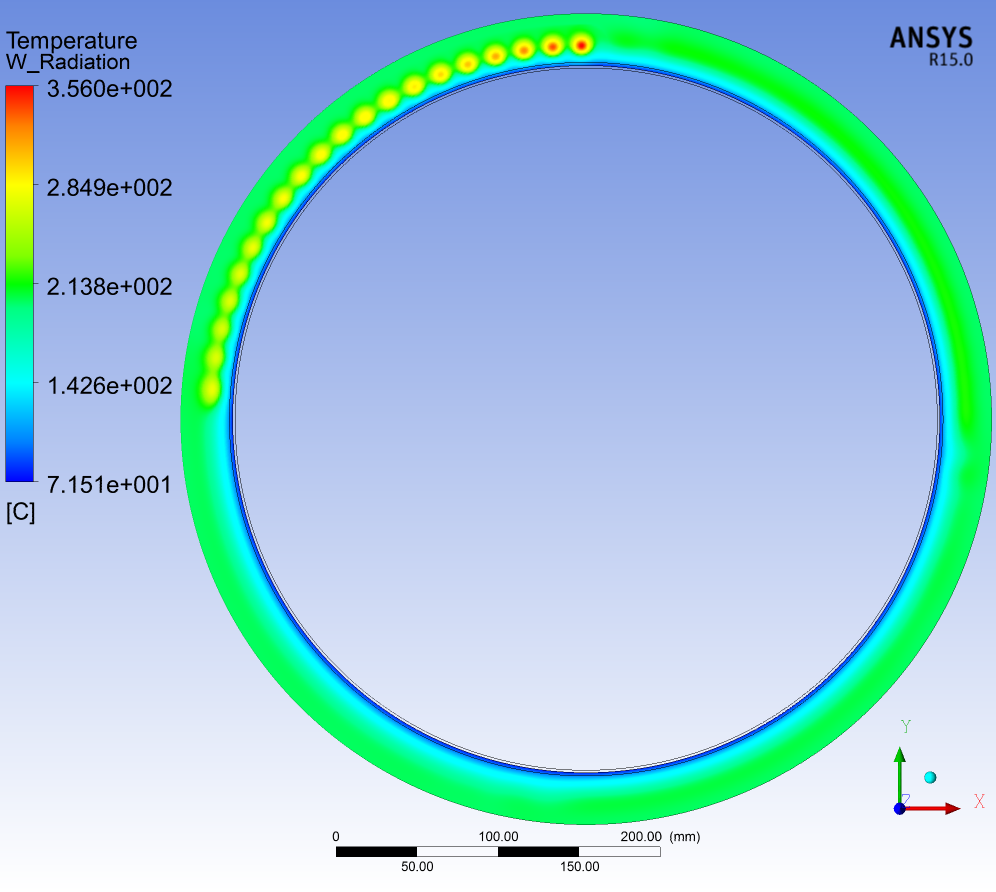 Temperature
W_Radiation
3.560e+002
2.849e+002
2.138e+002
1.426e+002
7.151e+001
[C]
ANSYS
R15.0
Y
Z
X
0 100.00 200.00 (mm)
50.00 150.00